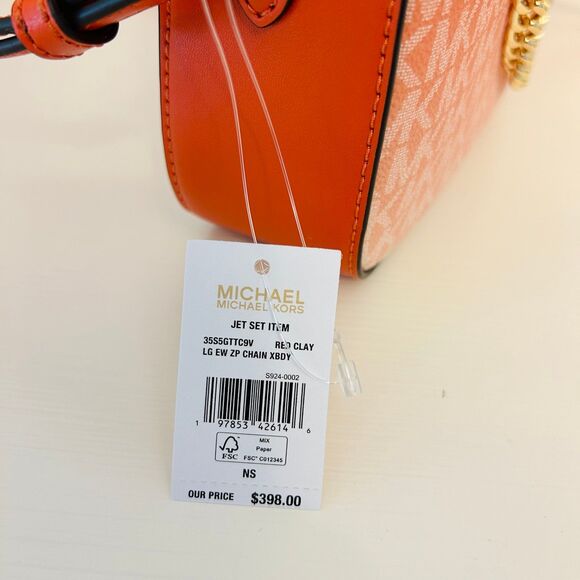 MICHAEL
MICHAEL KORS
JET SET ITEM
35S5GTTC9V RED CLAY
LG EW ZP CHAIN XBDY
S924-0002
1 97853 42614 6
FSC
MIX
Paper
FSC® C012345
NS
OUR PRICE $398.00